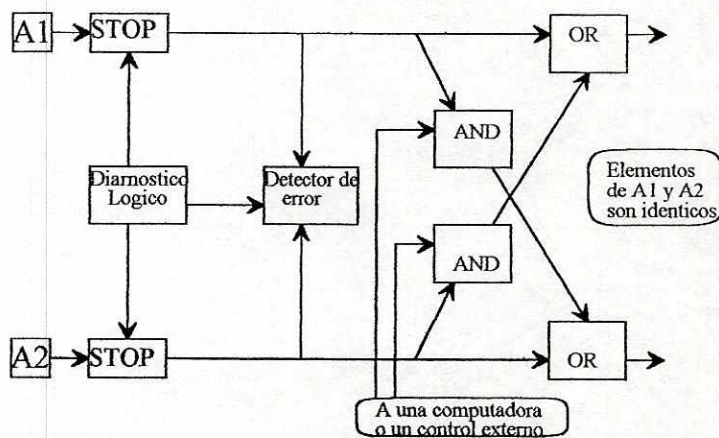 A1
STOP
OR
AND
Diarnostico
Logico
Detector de
error
Elementos
de A1 y A2
son identicos
AND
A2
STOP
OR
A una computadora
o un control externo